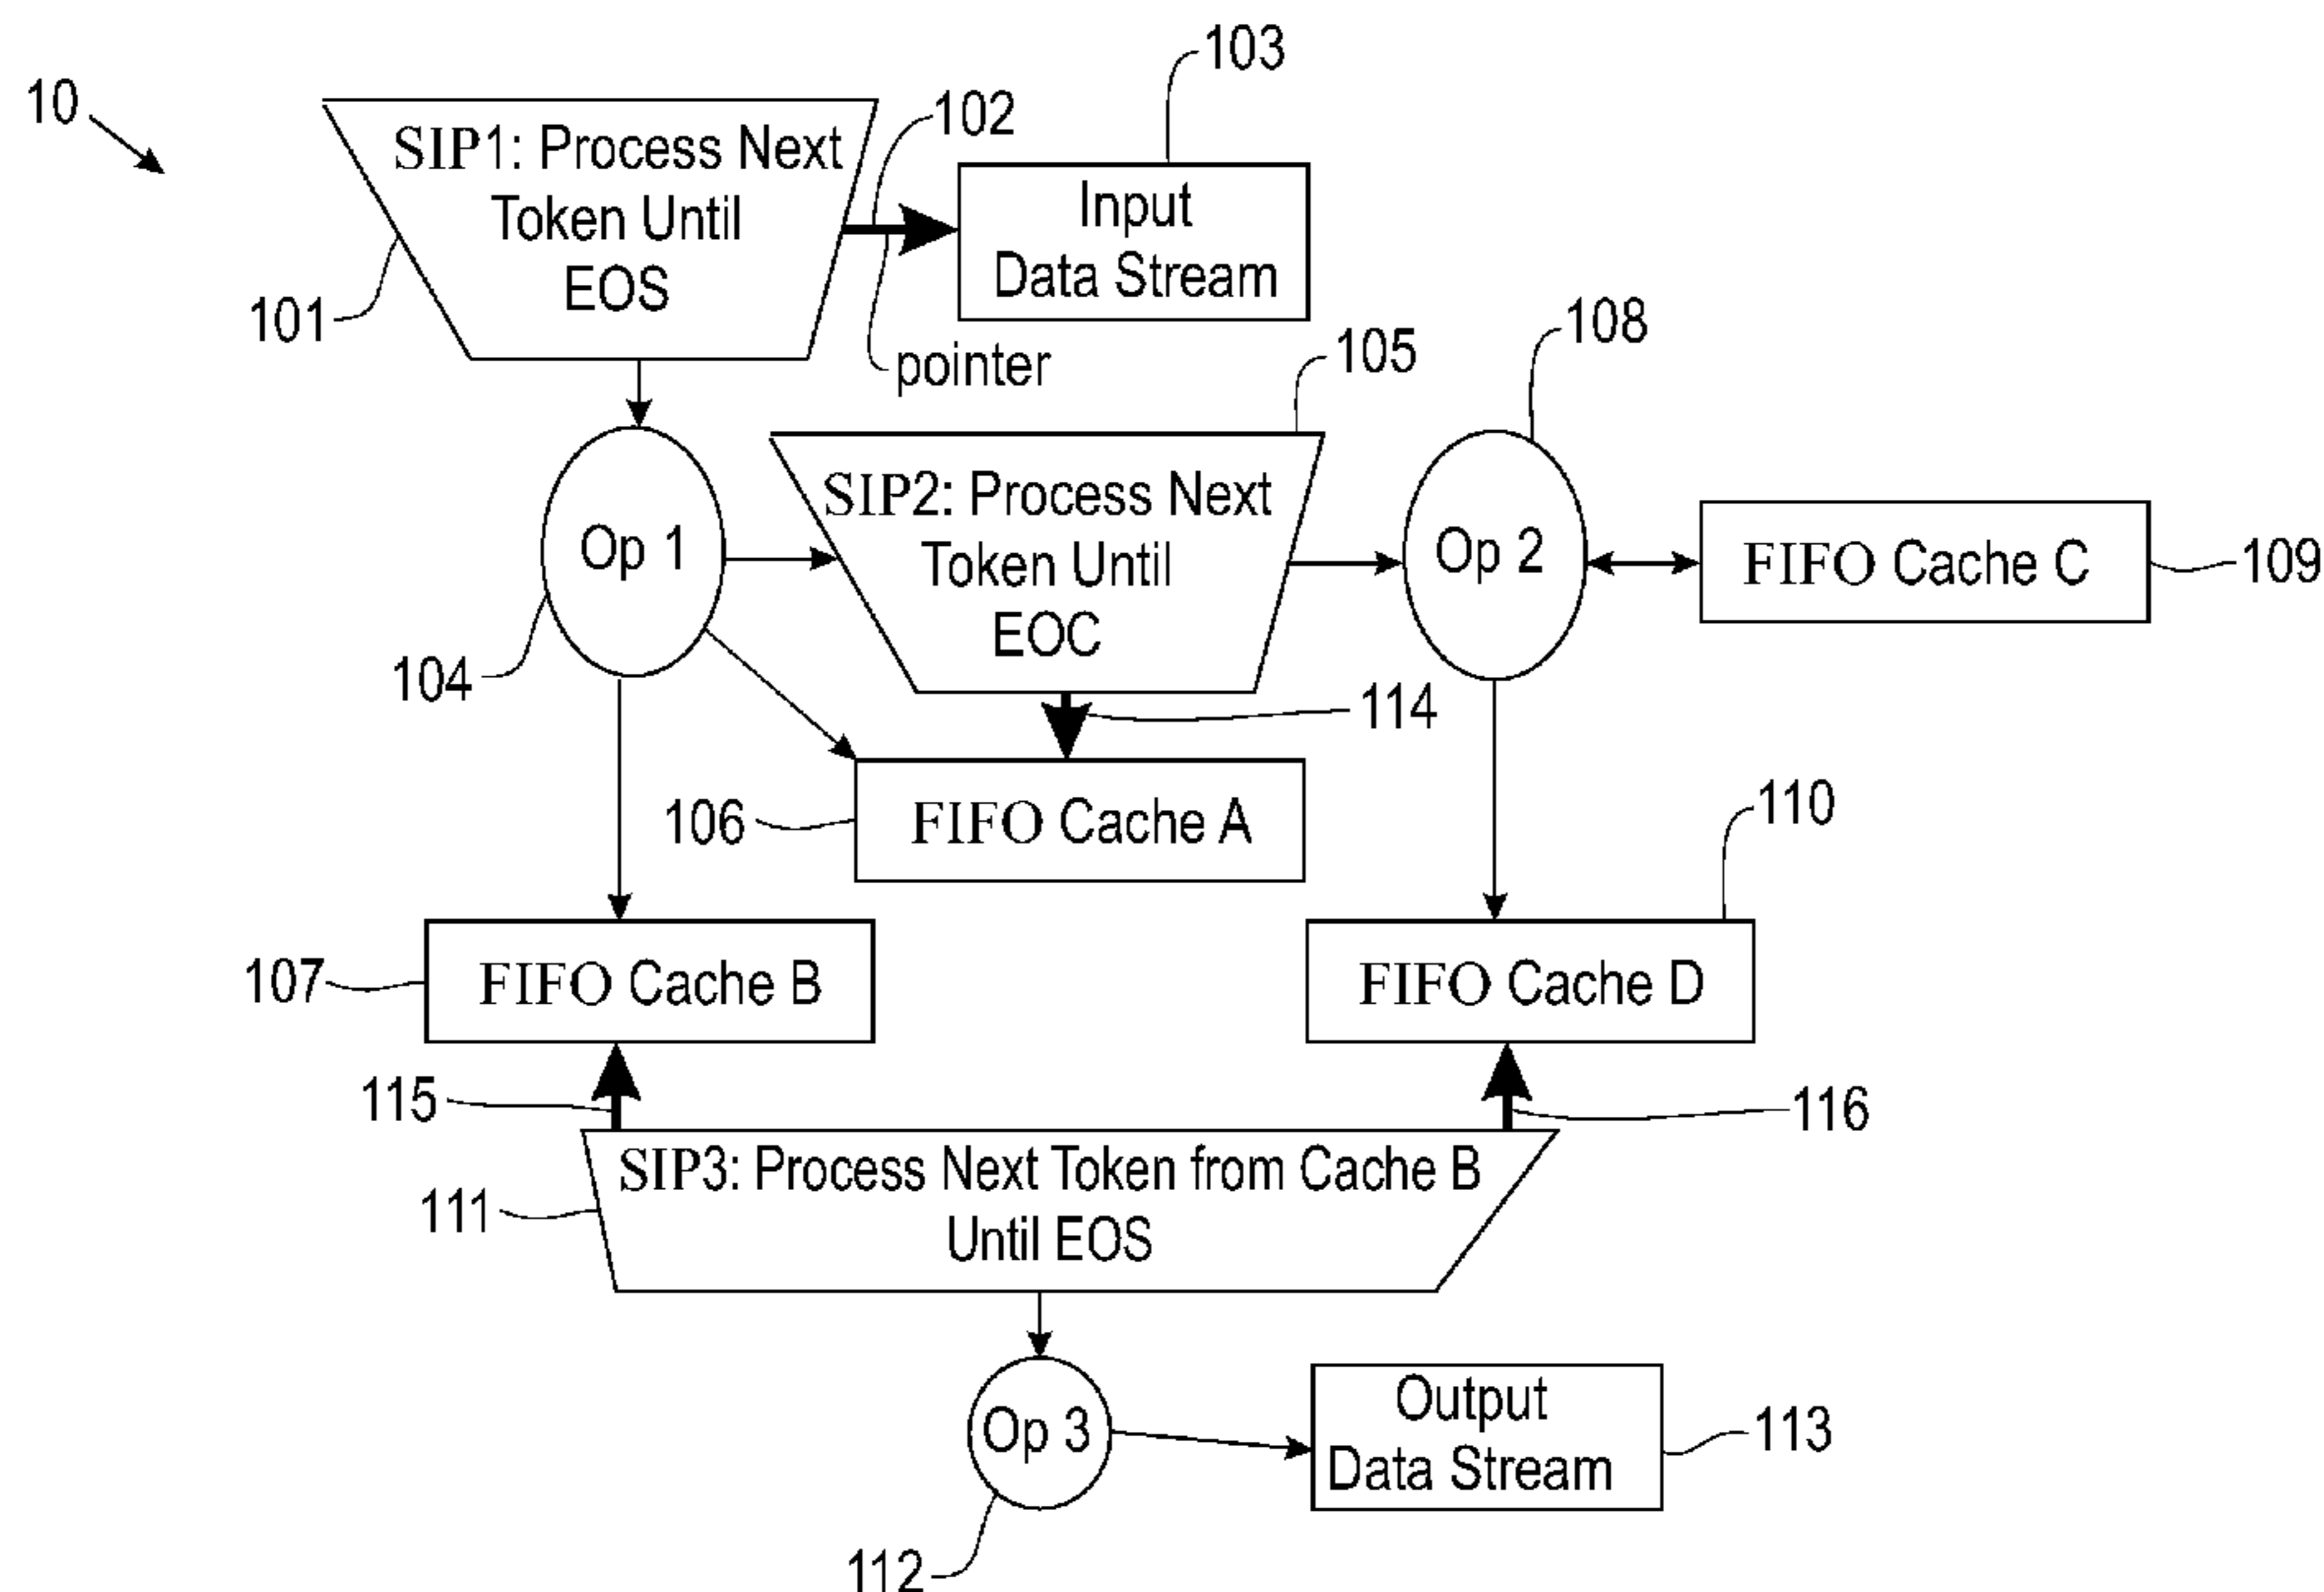 103
10
102
SIP1: Process Next
Token Until
EOS
Input
Data Stream
101
pointer
108
105
SIP2: Process Next
Token Until
EOC
Op 1
Op 2
FIFO Cache C
109
104
114
106
FIFO Cache A
110
107
FIFO Cache B
FIFO Cache D
115
116
SIP3: Process Next Token from Cache B
Until EOS
111
Op 3
Output
Data Stream
113
112